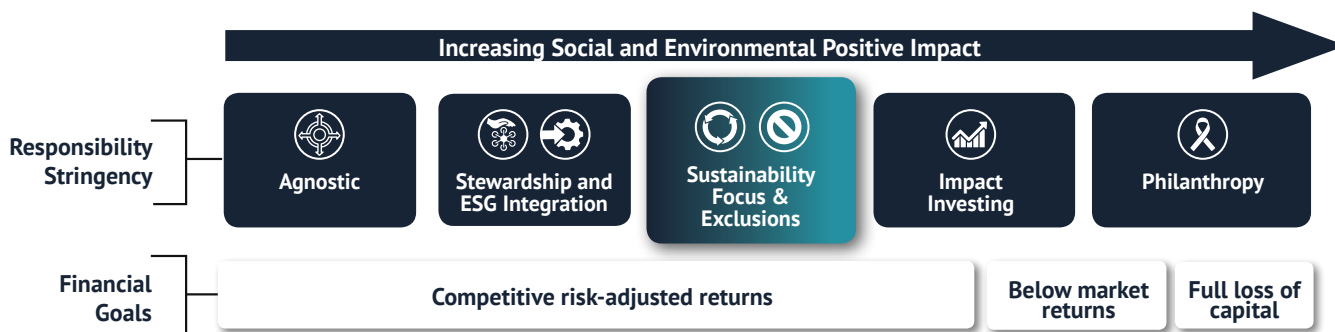 Increasing Social and Environmental Positive Impact
Responsibility
Stringency
Agnostic
Stewardship and
ESG Integration
Sustainability
Focus &
Exclusions
Impact
Investing
Philanthropy
Financial
Goals
Competitive risk-adjusted returns
Below market
returns
Full loss of
capital